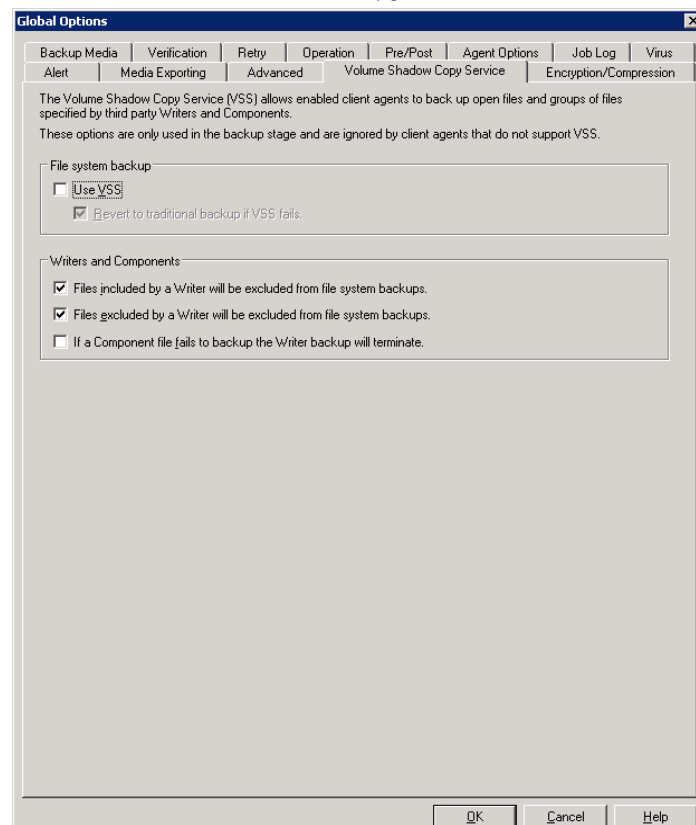 Global Options
Backup Media Verification Retry Operation Pre/Post Agent Options Job Log Virus
Alert Media Exporting Advanced Volume Shadow Copy Service Encryption/Compression
The Volume Shadow Copy Service (VSS) allows enabled client agents to back up open files and groups of files
specified by third party Writers and Components.
These options are only used in the backup stage and are ignored by client agents that do not support VSS.
File system backup
Use VSS
Revert to traditional backup if VSS fails.
Writers and Components
Files included by a Writer will be excluded from file system backups.
Files excluded by a Writer will be excluded from file system backups.
If a Component file fails to backup the Writer backup will terminate.
OK Cancel Help